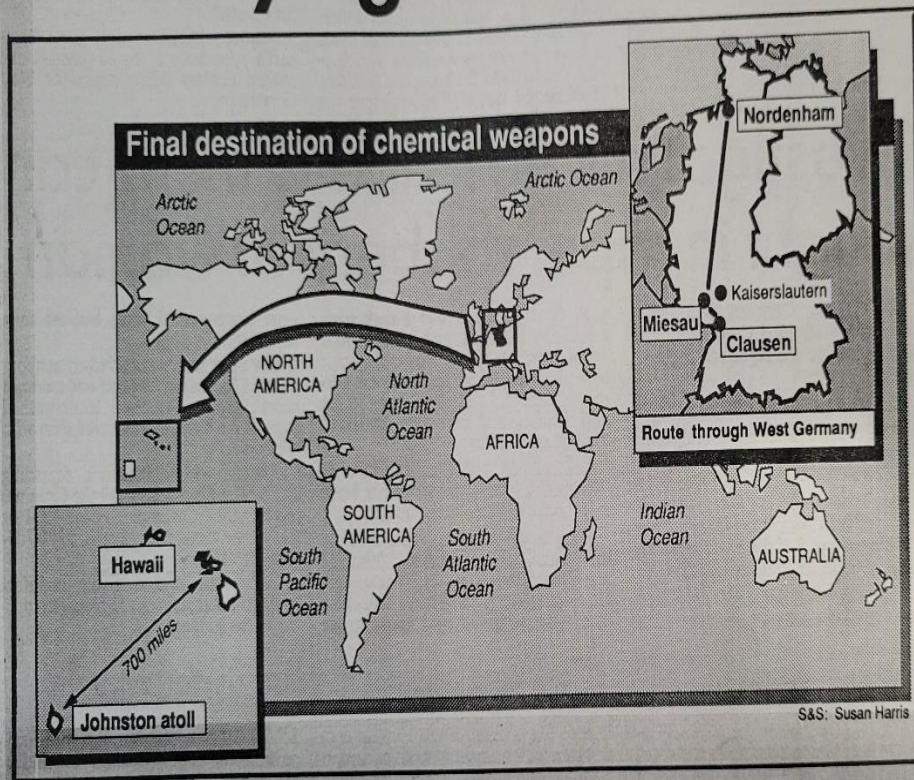 Final destination of chemical weapons
Arctic
Ocean
Arctic Ocean
NORTH
AMERICA
North
Atlantic
Ocean
AFRICA
SOUTH
AMERICA
South
Pacific
Ocean
South
Atlantic
Ocean
Indian
Ocean
AUSTRALIA
Nordenham
Kaiserslautern
Miesau
Clausen
Route through West Germany
Hawaii
700 miles
Johnston atoll
S&S: Susan Harris